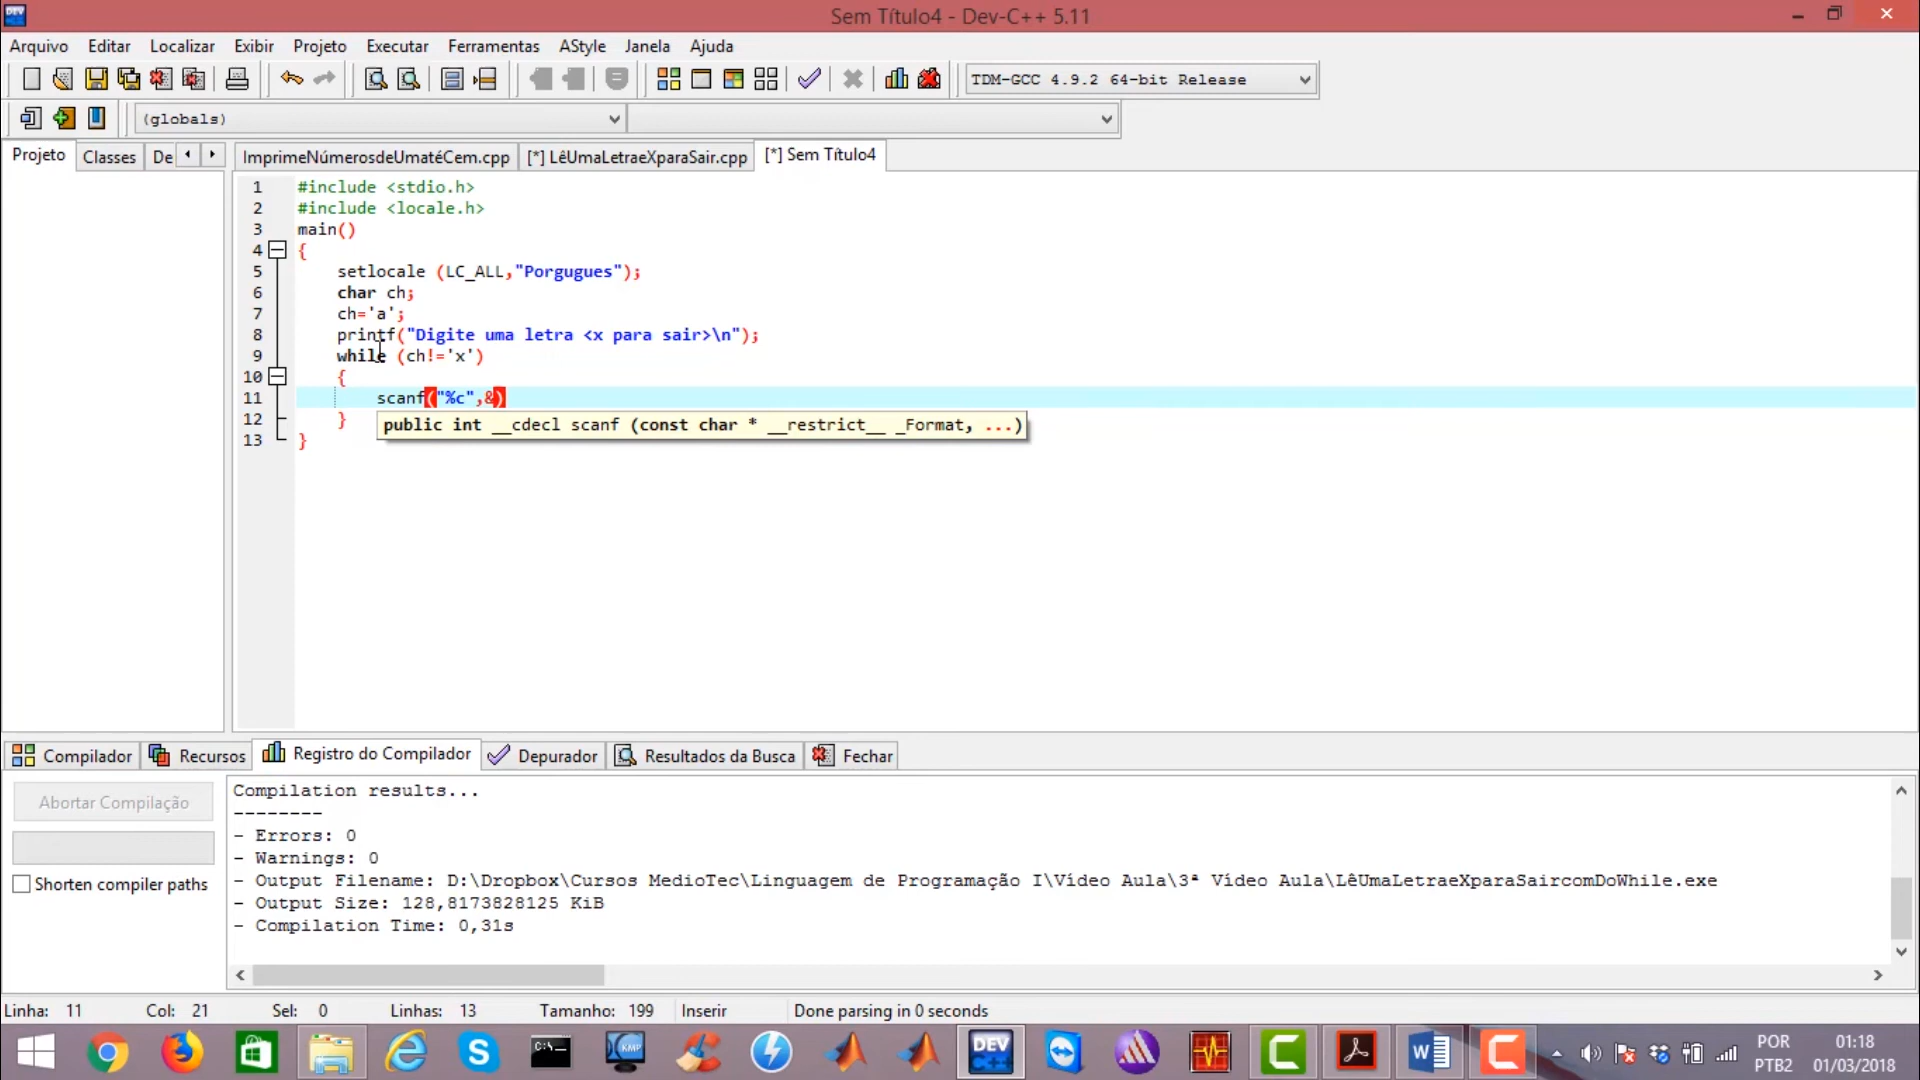 Sem Título4 - Dev-C++ 5.11
Arquivo Editar Localizar Exibir Projeto Executar Ferramentas AStyle Janela Ajuda
TDM-GCC 4.9.2 64-bit Release
(globals)
Projeto Classes De ImprimeNúmerosdeUmatéCem.cpp [*] LêUmaLetraeXparaSair.cpp [*] Sem Título4
1 #include <stdio.h>
2 #include <locale.h>
3 main()
4 {
5 setlocale (LC_ALL,"Porgugues");
6 char ch;
7 ch='a';
8 printf("Digite uma letra <x para sair>\n");
9 while (ch!='x')
10 {
11 scanf("%c",&)
12 }
public int __cdecl scanf (const char * __restrict__ _Format, ...)
13 }
Compilador Recursos Registro do Compilador Depurador Resultados da Busca Fechar
Abortar Compilação
Shorten compiler paths
Compilation results...
--------
- Errors: 0
- Warnings: 0
- Output Filename: D:\Dropbox\Cursos MedioTec\Linguagem de Programação I\Vídeo Aula\3ª Vídeo Aula\LêUmaLetraeXparaSaircomDoWhile.exe
- Output Size: 128,8173828125 KiB
- Compilation Time: 0,31s
Linha: 11 Col: 21 Sel: 0 Linhas: 13 Tamanho: 199 Inserir Done parsing in 0 seconds
POR 01:18
PTB2 01/03/2018